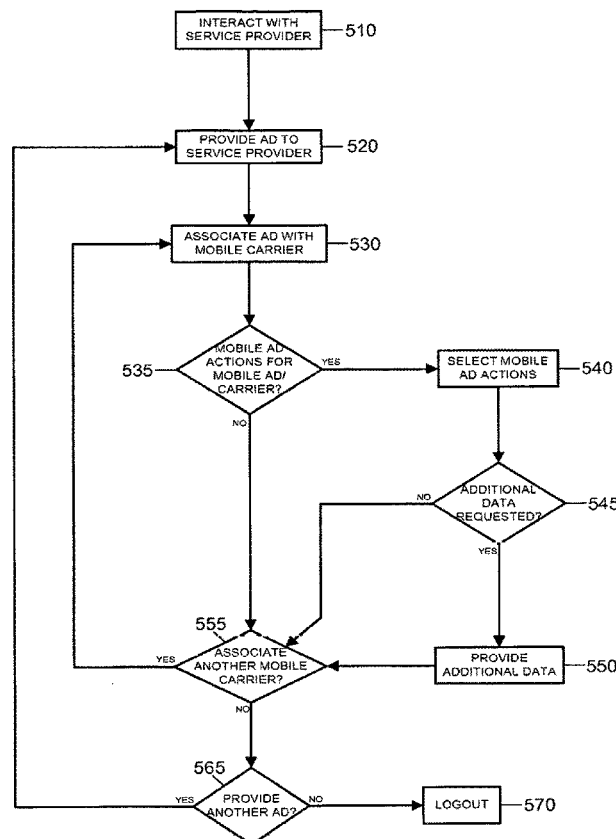 INTERACT WITH
SERVICE PROVIDER
510
PROVIDE AD TO
SERVICE PROVIDER
520
ASSOCIATE AD WITH
MOBILE CARRIER
530
MOBILE AD
ACTIONS FOR
MOBILE AD/
CARRIER?
535
YES
NO
SELECT MOBILE
AD ACTIONS
540
ADDITIONAL
DATA
REQUESTED?
545
NO
YES
PROVIDE
ADDITIONAL DATA
550
555
ASSOCIATE
ANOTHER MOBILE
CARRIER?
YES
NO
565
PROVIDE
ANOTHER AD?
YES
NO
LOGOUT
570